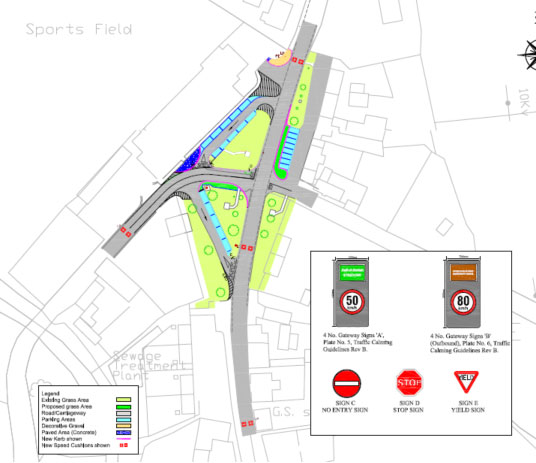 Sports Field
10KV
50
km/h
80
km/h
4 No. Gateway Signs 'A',
Plate No. 5, Traffic Calming
Guidelines Rev B.
4 No. Gateway Signs 'B'
(Outbound), Plate No. 6, Traffic
Calming Guidelines Rev B.
STOP
YIELD
SIGN C
NO ENTRY SIGN
SIGN D
STOP SIGN
SIGN E
YIELD SIGN
Sewage
Treatment
Plant
G.S. s
Legend
Existing Grass Area
Proposed grass Area
Road/Carriageway
Parking Areas
Decorative Gravel
Paved Area (Concrete)
New Kerb shown
New Speed Cushions shown